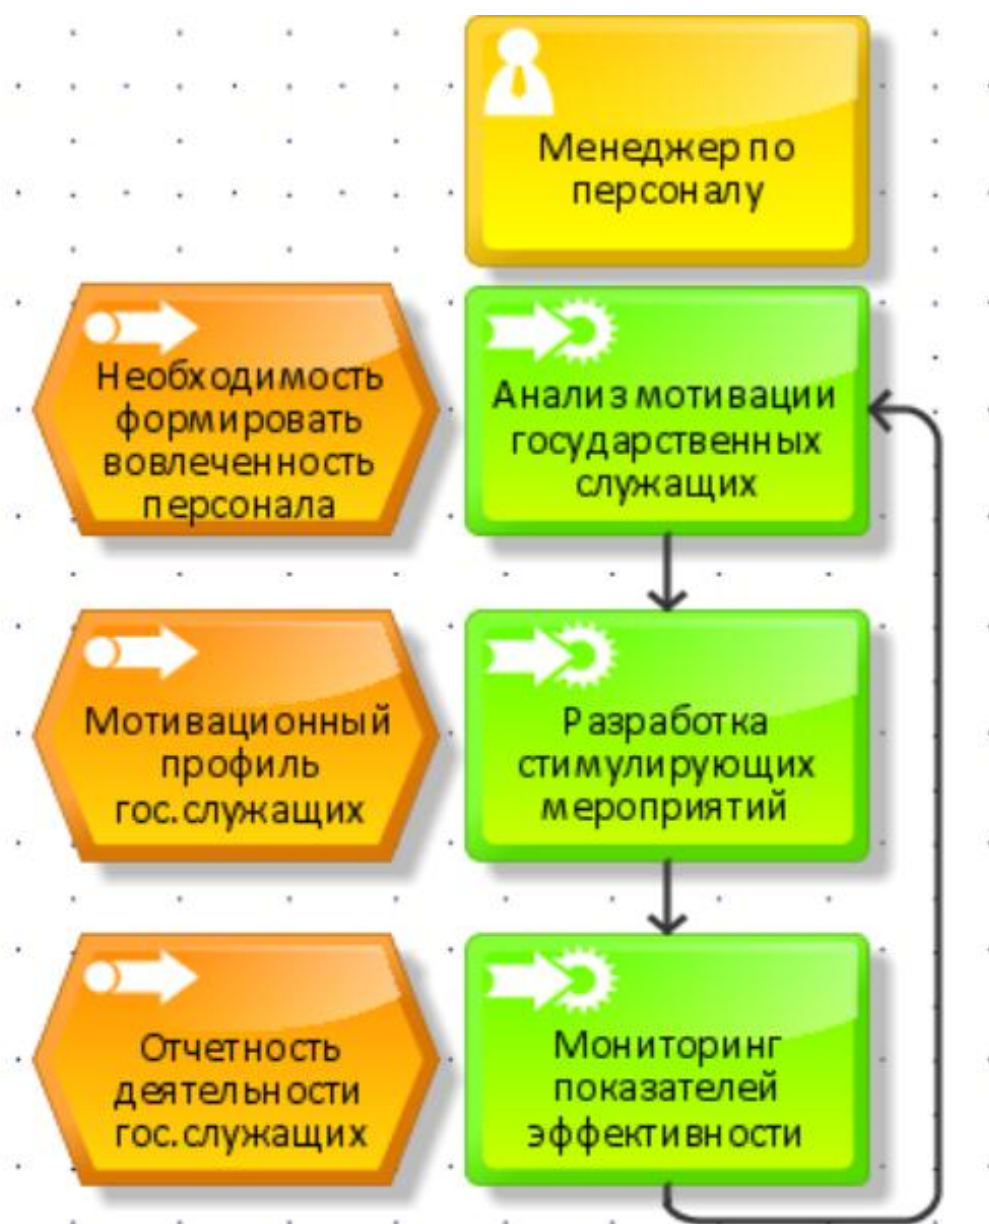 Менеджер по
персоналу
Необходимость
формировать
вовлеченность
персонала
Анализ мотивации
государственных
служащих
Мотивационный
профиль
гос.служащих
Разработка
стимулирующих
мероприятий
Отчетность
деятельности
гос.служащих
Мониторинг
показателей
эффективности